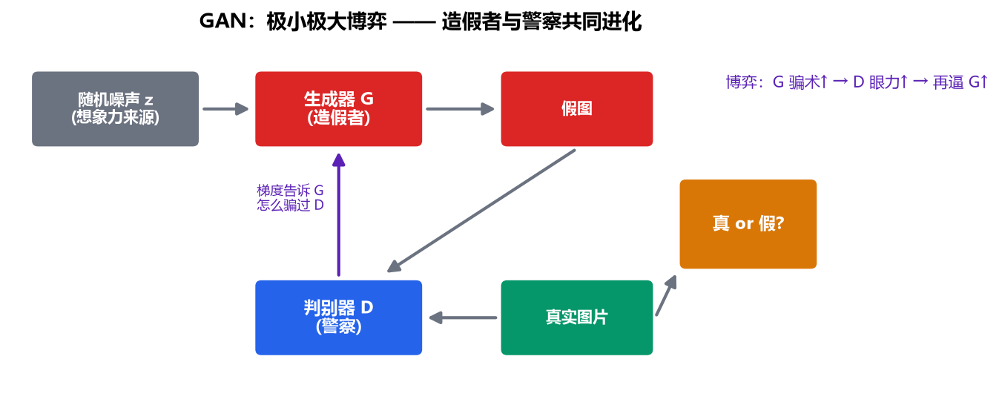 GAN：极小极大博弈 —— 造假者与警察共同进化
博弈：G 骗术↑ → D 眼力↑ → 再逼 G↑
随机噪声 z
(想象力来源)
生成器 G
(造假者)
假图
梯度告诉 G
怎么骗过 D
真 or 假?
判别器 D
(警察)
真实图片